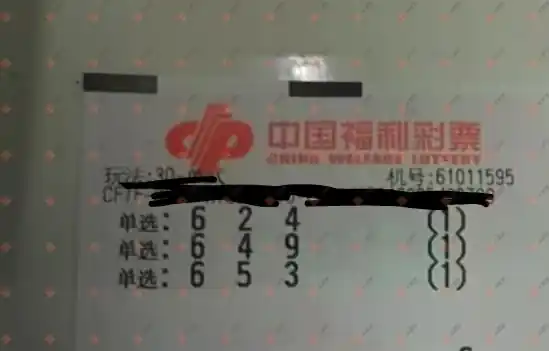 中国福利彩票
CHINA WELFARE LOTTERY
玩法:3D
机号:61011595
单选: 6 2 4 (1)
单选: 6 4 9 (1)
单选: 6 5 3 (1)